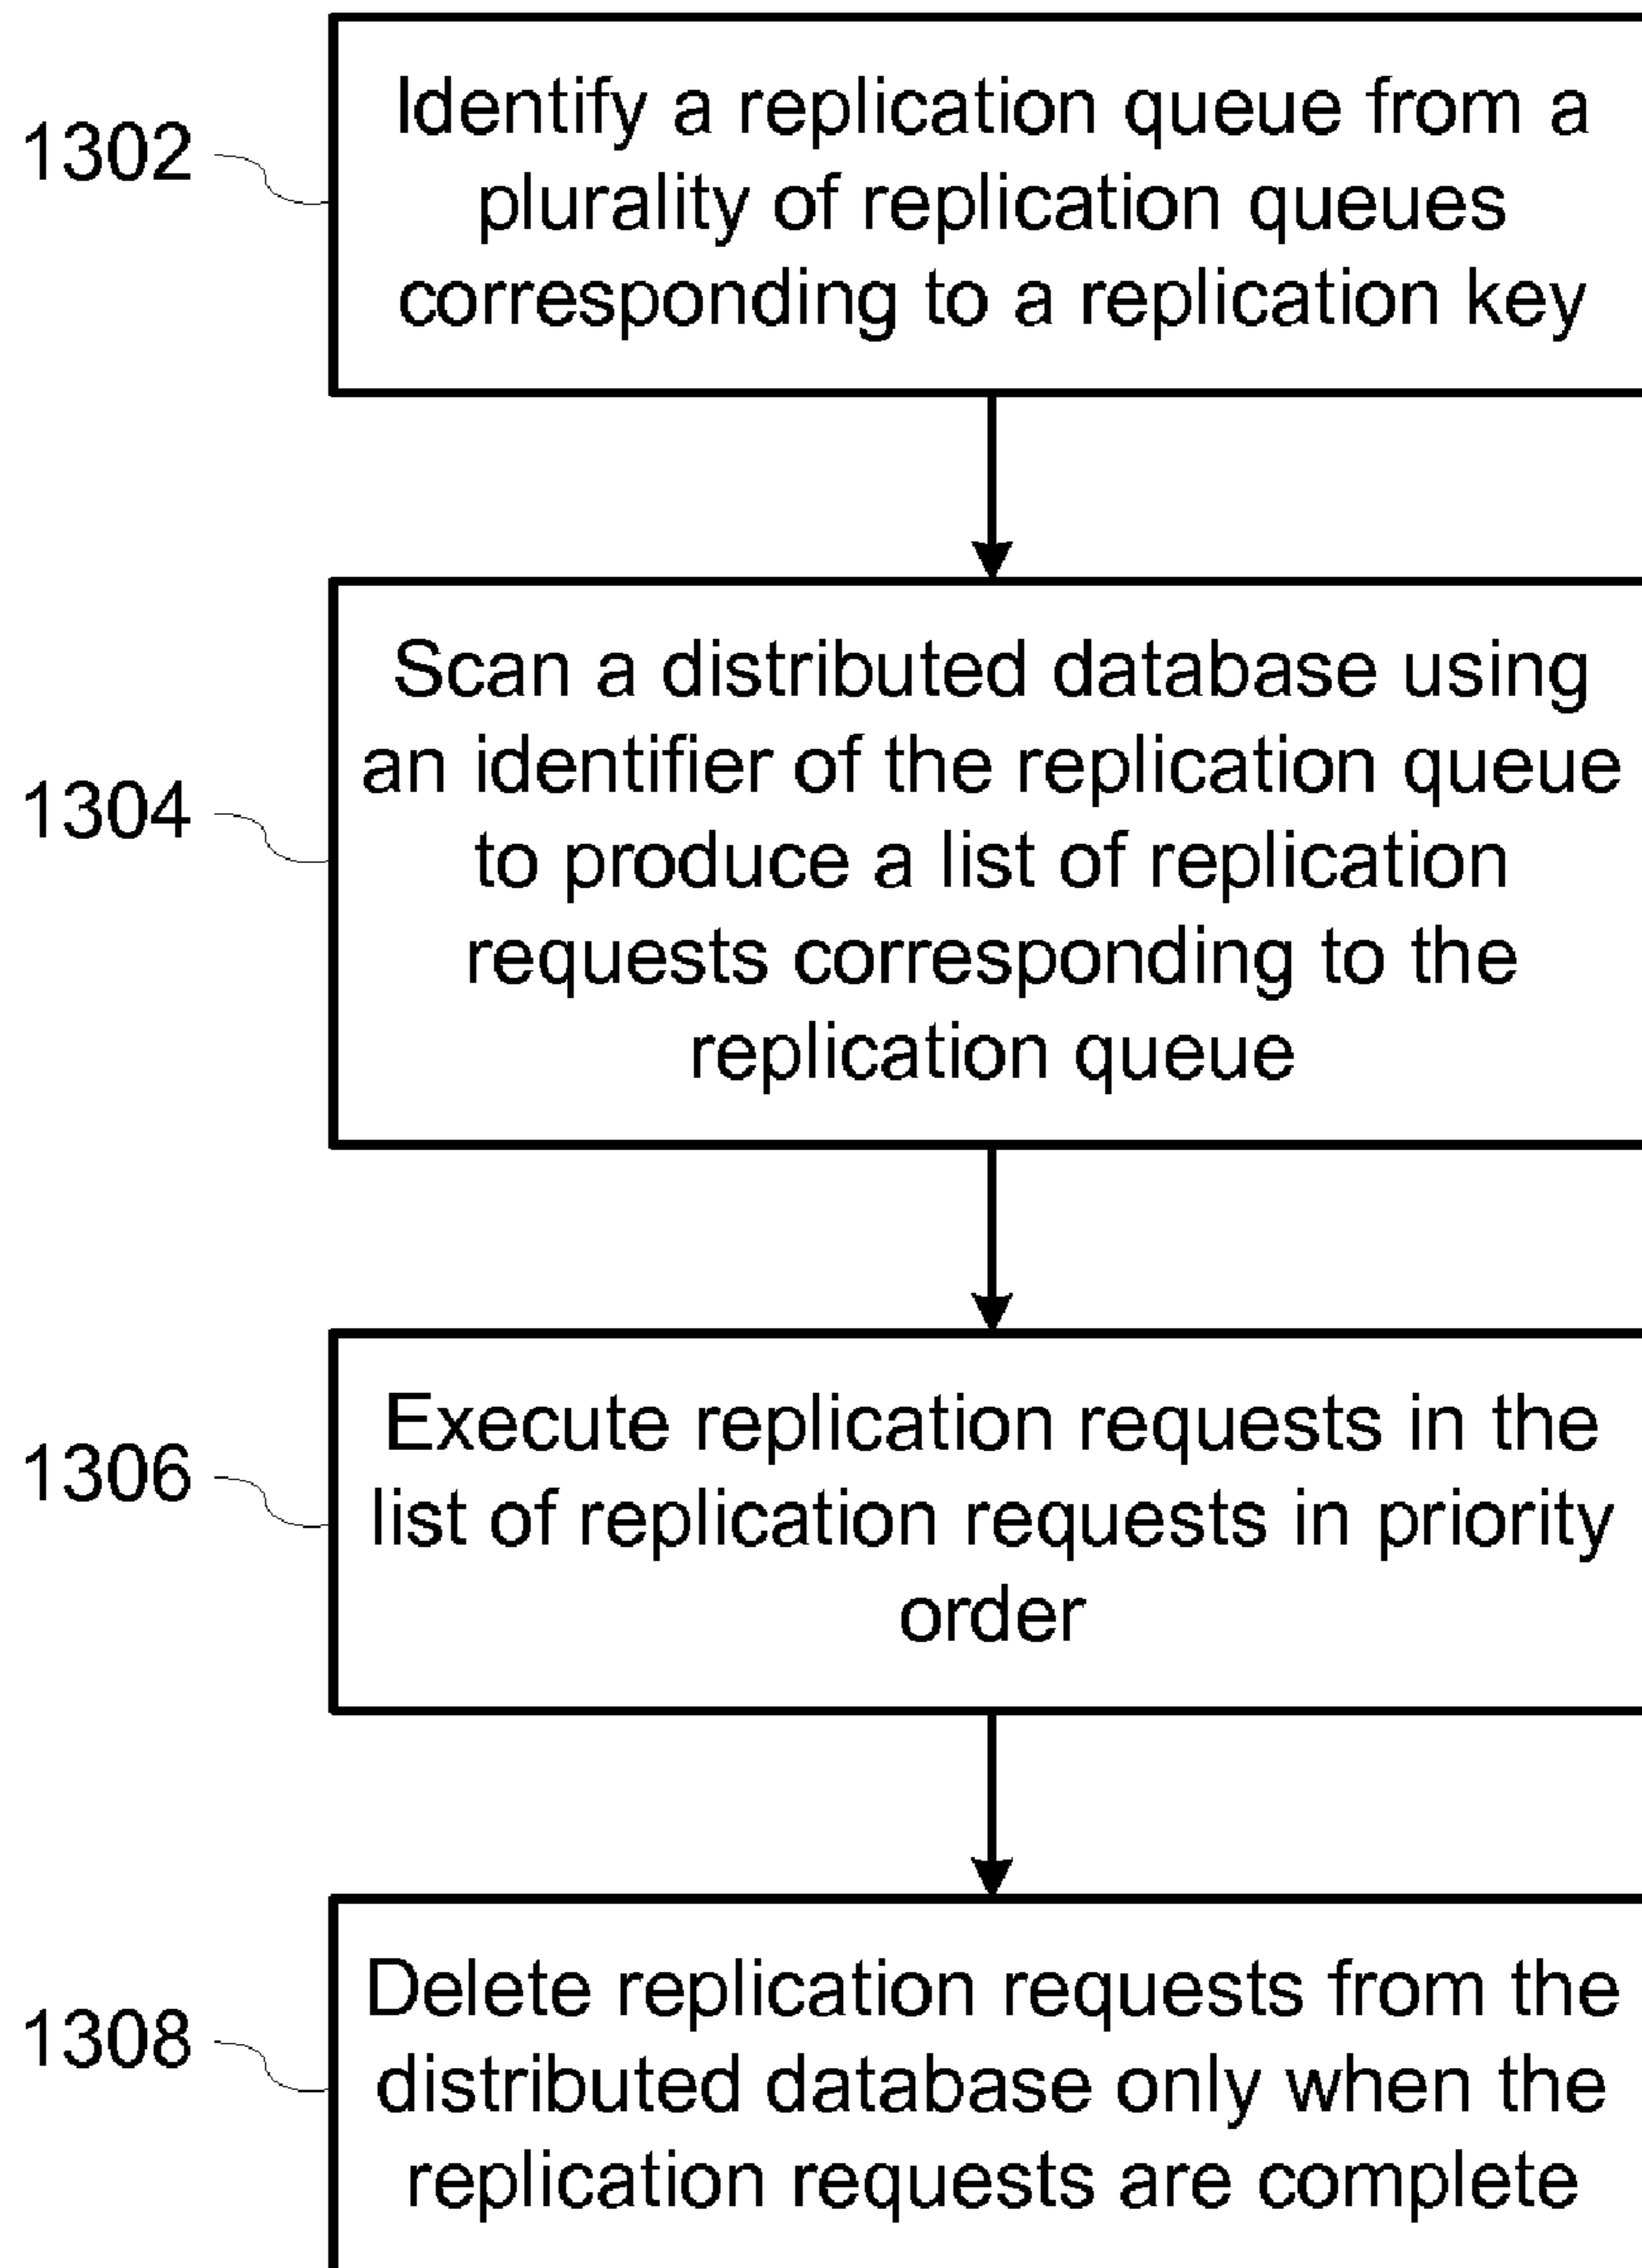 1302
Identify a replication queue from a
plurality of replication queues
corresponding to a replication key
1304
Scan a distributed database using
an identifier of the replication queue
to produce a list of replication
requests corresponding to the
replication queue
1306
Execute replication requests in the
list of replication requests in priority
order
1308
Delete replication requests from the
distributed database only when the
replication requests are complete